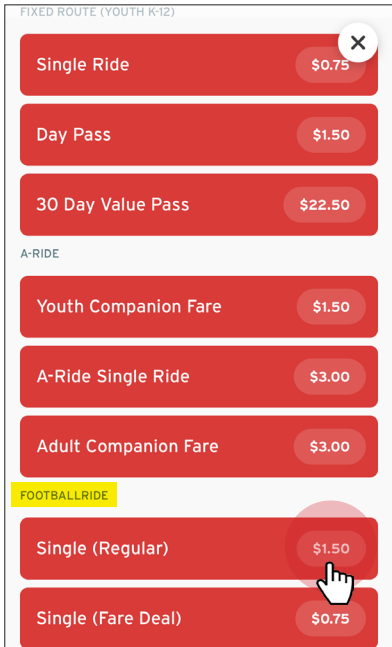 FIXED ROUTE (YOUTH K-12)
Single Ride $0.75
Day Pass $1.50
30 Day Value Pass $22.50
A-RIDE
Youth Companion Fare $1.50
A-Ride Single Ride $3.00
Adult Companion Fare $3.00
FOOTBALLRIDE
Single (Regular) $1.50
Single (Fare Deal) $0.75